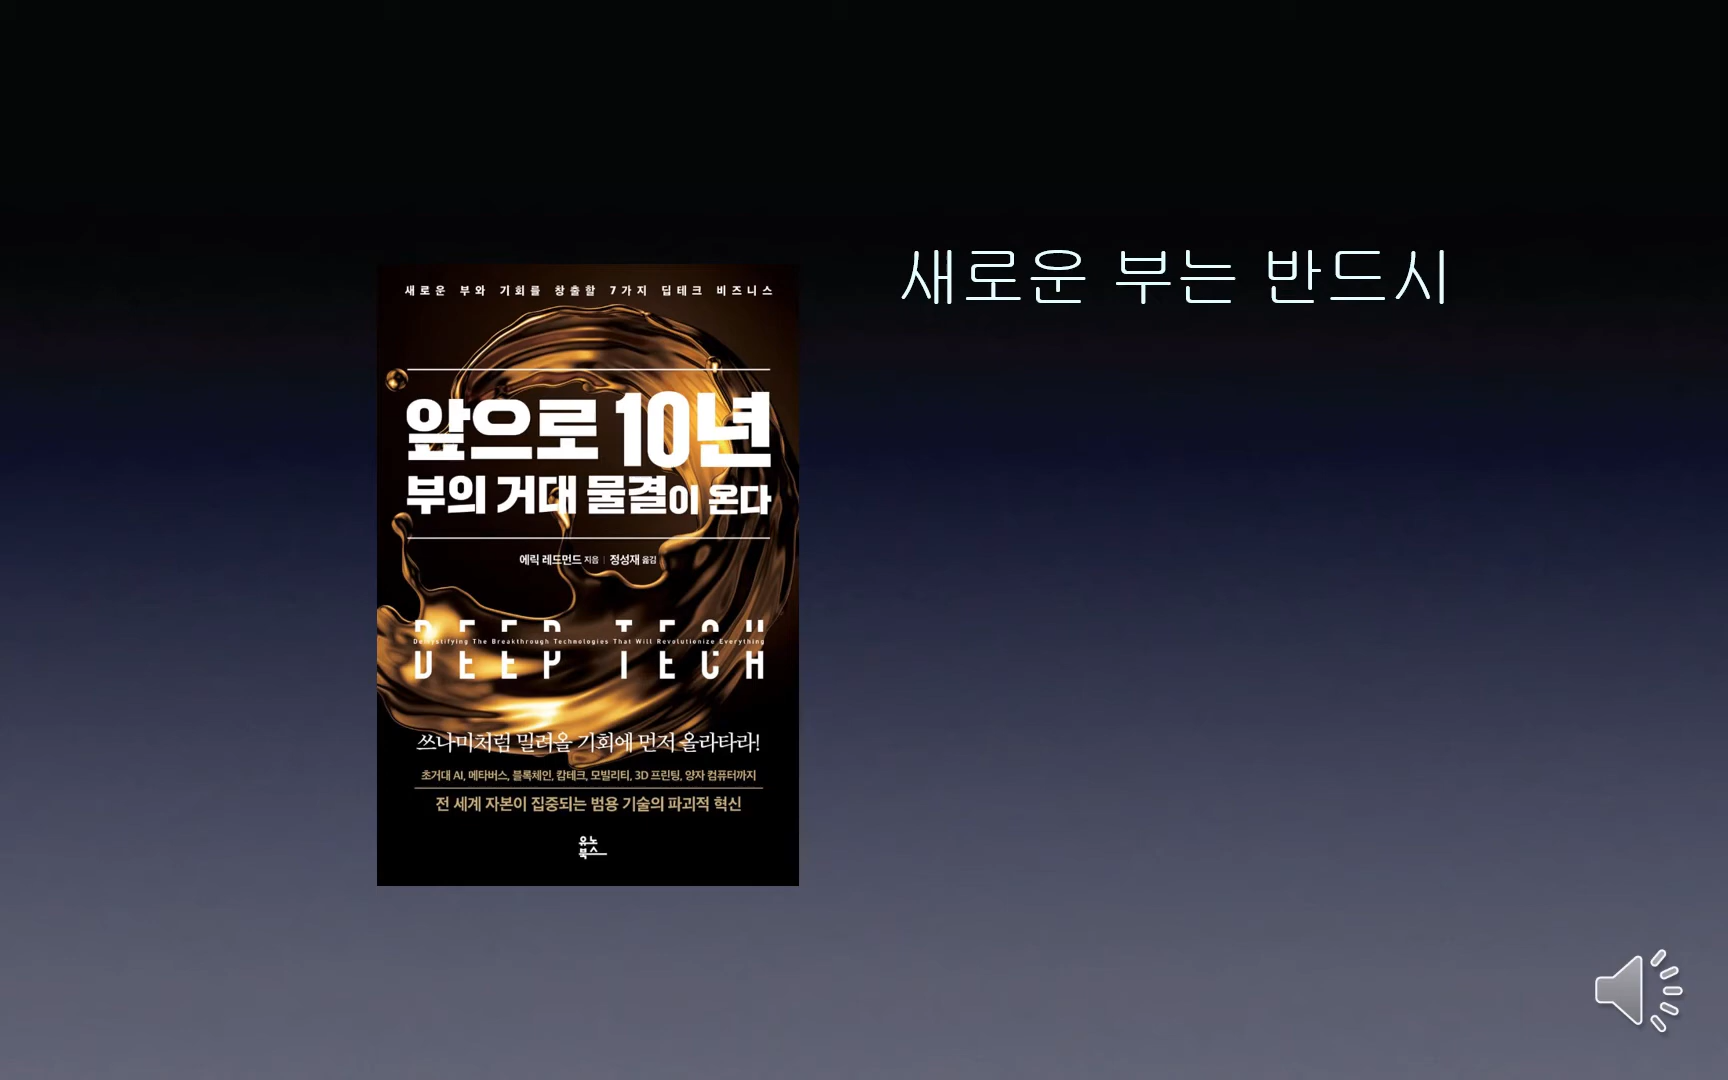 새로운 부는 반드시
새로운 부와 기회를 창출할 7가지 딥테크 비즈니스
앞으로 10년
부의 거대 물결이 온다
에릭 레드먼드 지음 | 정성재 옮김
DEEP TECH
Demystifying The Breakthrough Technologies That Will Revolutionize Everything
쓰나미처럼 밀려올 기회에 먼저 올라타라!
초거대 AI, 메타버스, 블록체인, 캄테크, 모빌리티, 3D 프린팅, 양자 컴퓨터까지
전 세계 자본이 집중되는 범용 기술의 파괴적 혁신
유노
북스